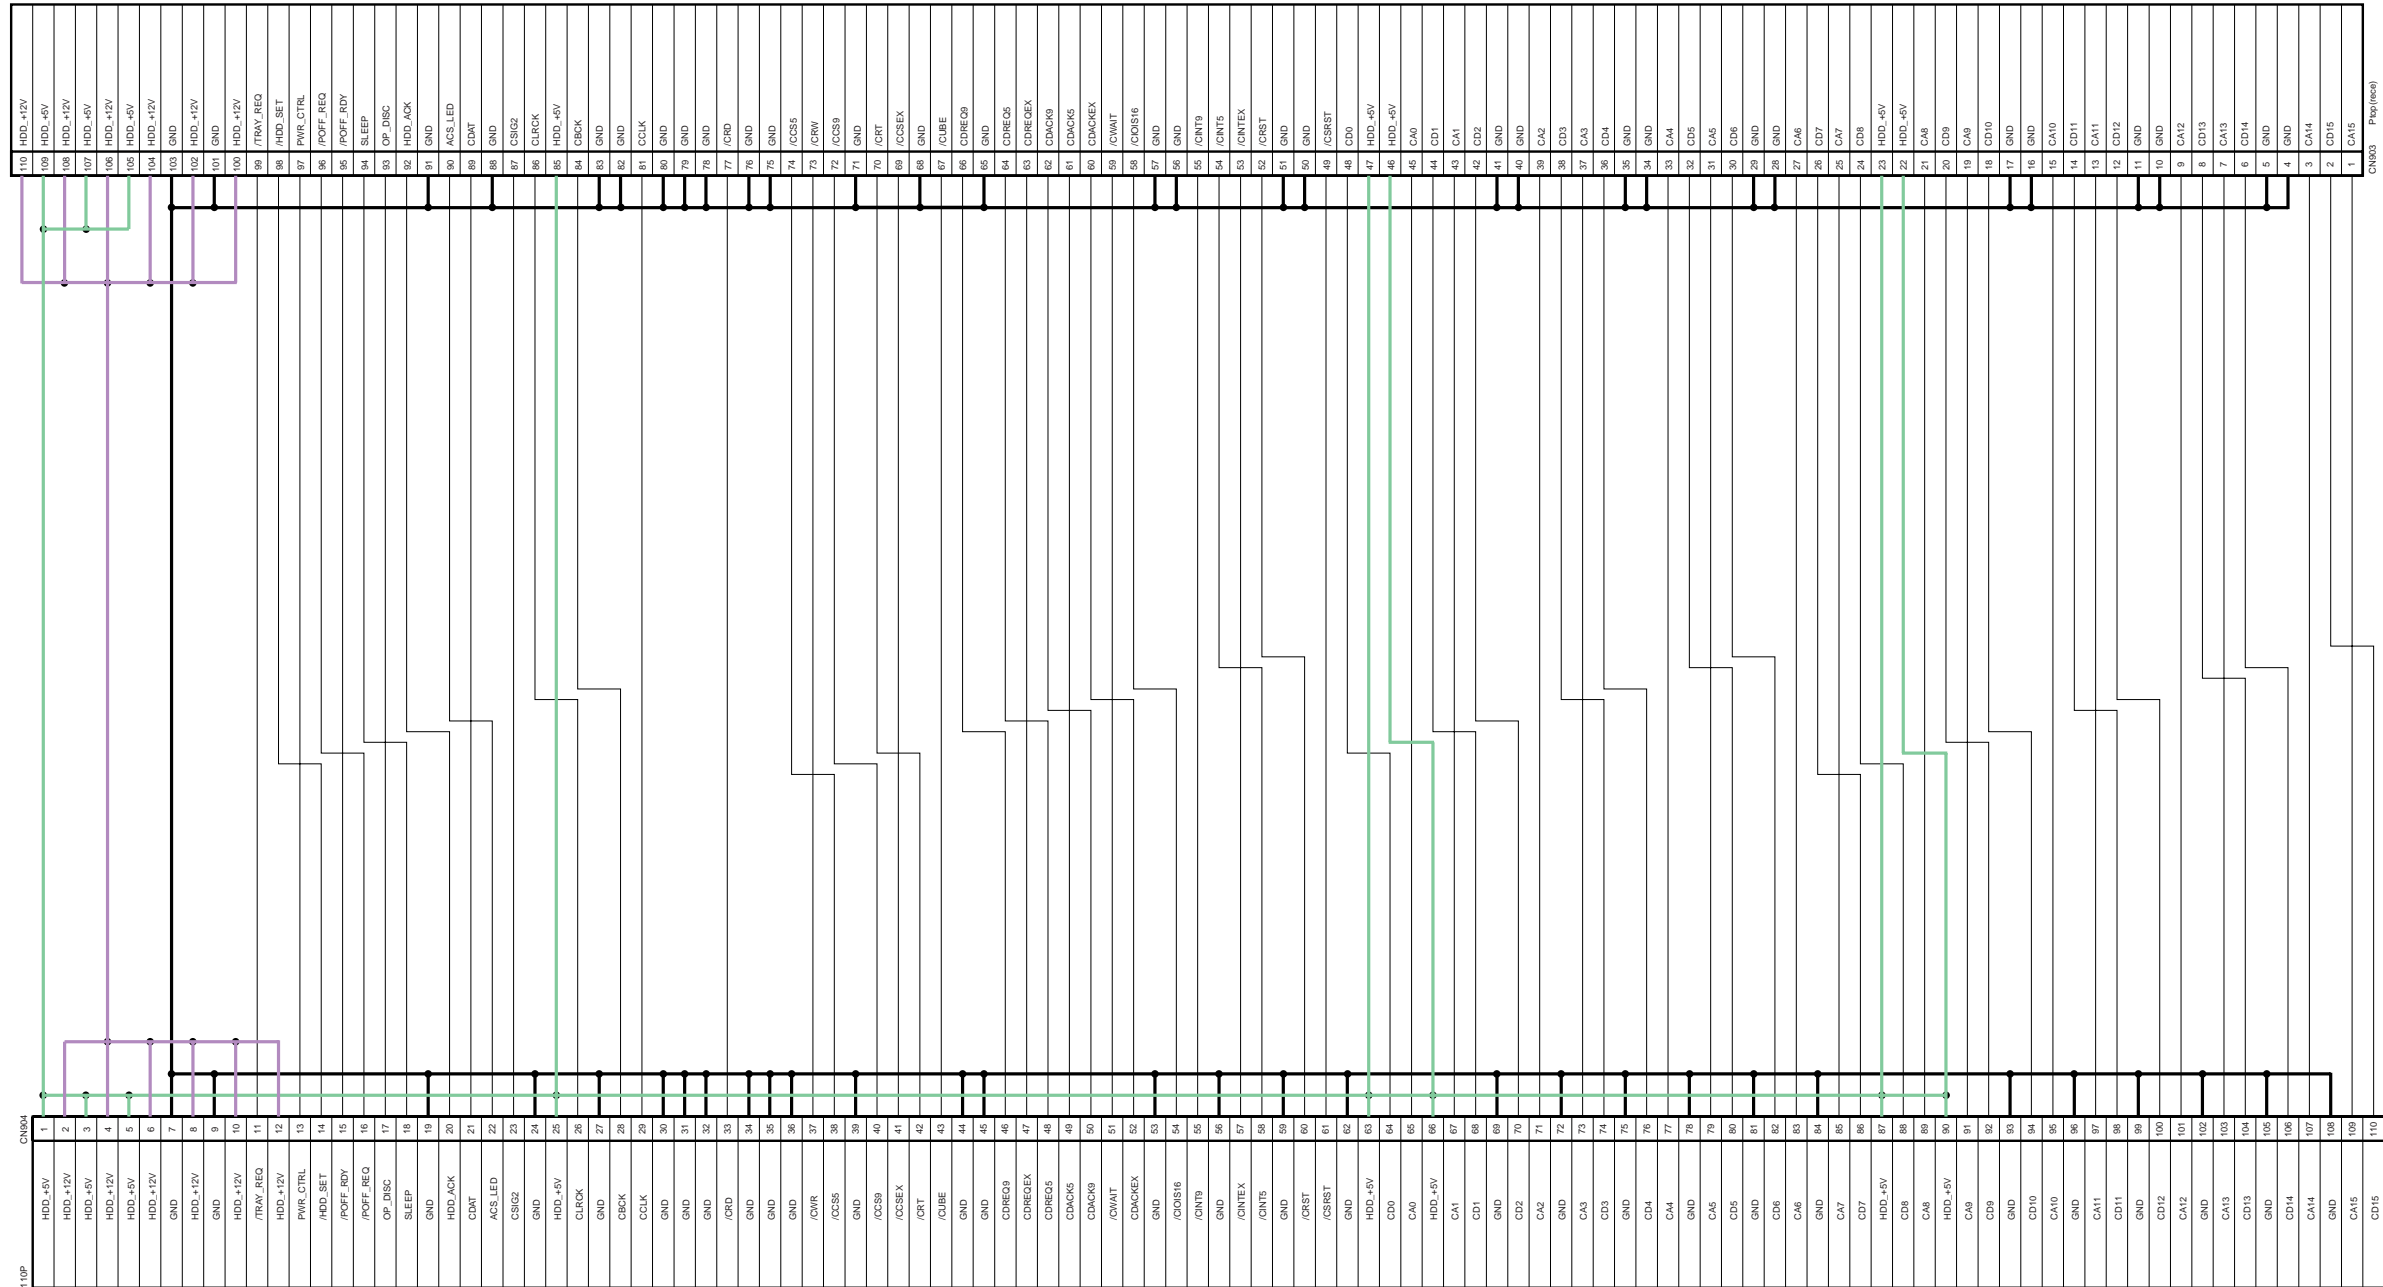 110 HDD_+12V
109 HDD_+5V
108 HDD_+12V
107 HDD_+5V
106 HDD_+12V
105 HDD_+5V
104 HDD_+12V
103 GND
102 HDD_+12V
101 GND
100 HDD_+12V
99 /TRAY_REQ
98 /HDD_SET
97 PWR_CTRL
96 /POFF_REQ
95 /POFF_RDY
94 SLEEP
93 OP_DISC
92 HDD_ACK
91 GND
90 ACS_LED
89 CDAT
88 GND
87 CSIG2
86 CLRCK
85 HDD_+5V
84 CBCK
83 GND
82 GND
81 CCLK
80 GND
79 GND
78 GND
77 /CRD
76 GND
75 GND
74 /CCS5
73 /CRW
72 /CCS9
71 GND
70 /CRT
69 /CCSEX
68 GND
67 /CUBE
66 CDREQ9
65 GND
64 CDREQ5
63 CDREQEX
62 CDACK9
61 CDACK5
60 CDACKEX
59 /CWAIT
58 /CIOIS16
57 GND
56 GND
55 /CINT9
54 /CINT5
53 /CINTEX
52 /CRST
51 GND
50 GND
49 /CSRST
48 CD0
47 HDD_+5V
46 HDD_+5V
45 CA0
44 CD1
43 CA1
42 CD2
41 GND
40 GND
39 CA2
38 CD3
37 CA3
36 CD4
35 GND
34 GND
33 CA4
32 CD5
31 CA5
30 CD6
29 GND
28 GND
27 CA6
26 CD7
25 CA7
24 CD8
23 HDD_+5V
22 HDD_+5V
21 CA8
20 CD9
19 CA9
18 CD10
17 GND
16 GND
15 CA10
14 CD11
13 CA11
12 CD12
11 GND
10 GND
9 CA12
8 CD13
7 CA13
6 CD14
5 GND
4 GND
3 CA14
2 CD15
1 CA15
CN903 Ptop(rece)
110P CN904
HDD_+5V 1
HDD_+12V 2
HDD_+5V 3
HDD_+12V 4
HDD_+5V 5
HDD_+12V 6
GND 7
HDD_+12V 8
GND 9
HDD_+12V 10
/TRAY_REQ 11
HDD_+12V 12
PWR_CTRL 13
/HDD_SET 14
/POFF_RDY 15
/POFF_REQ 16
OP_DISC 17
SLEEP 18
GND 19
HDD_ACK 20
CDAT 21
ACS_LED 22
CSIG2 23
GND 24
HDD_+5V 25
CLRCK 26
GND 27
CBCK 28
CCLK 29
GND 30
GND 31
GND 32
/CRD 33
GND 34
GND 35
GND 36
/CWR 37
/CCS5 38
GND 39
/CCS9 40
/CCSEX 41
/CRT 42
/CUBE 43
GND 44
GND 45
CDREQ9 46
CDREQEX 47
CDREQ5 48
CDACK5 49
CDACK9 50
/CWAIT 51
CDACKEX 52
GND 53
/CIOIS16 54
/CINT9 55
GND 56
/CINTEX 57
/CINT5 58
GND 59
/CRST 60
/CSRST 61
GND 62
HDD_+5V 63
CD0 64
CA0 65
HDD_+5V 66
CA1 67
CD1 68
GND 69
CD2 70
CA2 71
GND 72
CA3 73
CD3 74
GND 75
CD4 76
CA4 77
GND 78
CA5 79
CD5 80
GND 81
CD6 82
CA6 83
GND 84
CA7 85
CD7 86
HDD_+5V 87
CD8 88
CA8 89
HDD_+5V 90
CA9 91
CD9 92
GND 93
CD10 94
CA10 95
GND 96
CA11 97
CD11 98
GND 99
CD12 100
CA12 101
GND 102
CA13 103
CD13 104
GND 105
CD14 106
CA14 107
GND 108
CA15 109
CD15 110